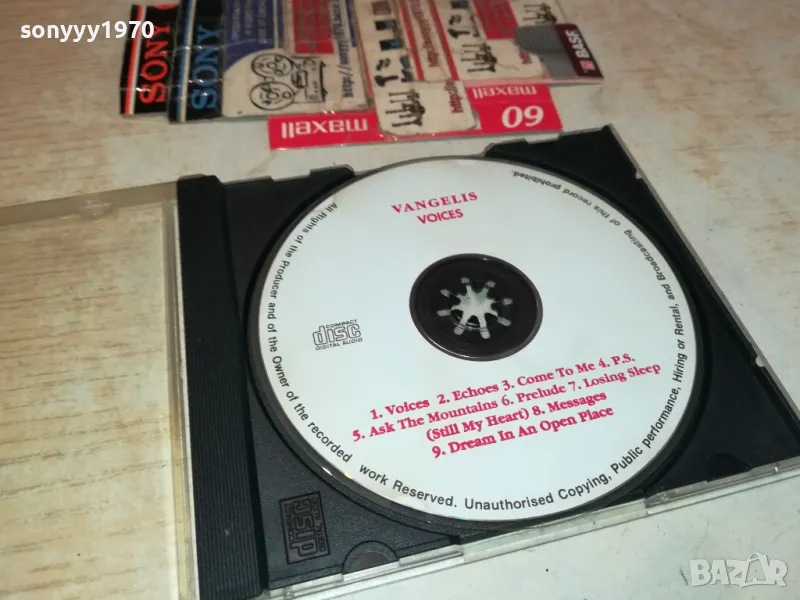 sonyyy1970
SONY
SONY
BASF
maxell
maxell
60
VANGELIS
VOICES
COMPACT
disc
DIGITAL AUDIO
1. Voices 2. Echoes 3. Come To Me 4. P.S.
5. Ask The Mountains 6. Prelude 7. Losing Sleep
(Still My Heart) 8. Messages
9. Dream In An Open Place
All Rights of the Producer and of the Owner of the recorded work Reserved. Unauthorised Copying, Public performance, Hiring or Rental, and Broadcasting of this record prohibited.
disc
BAZAR